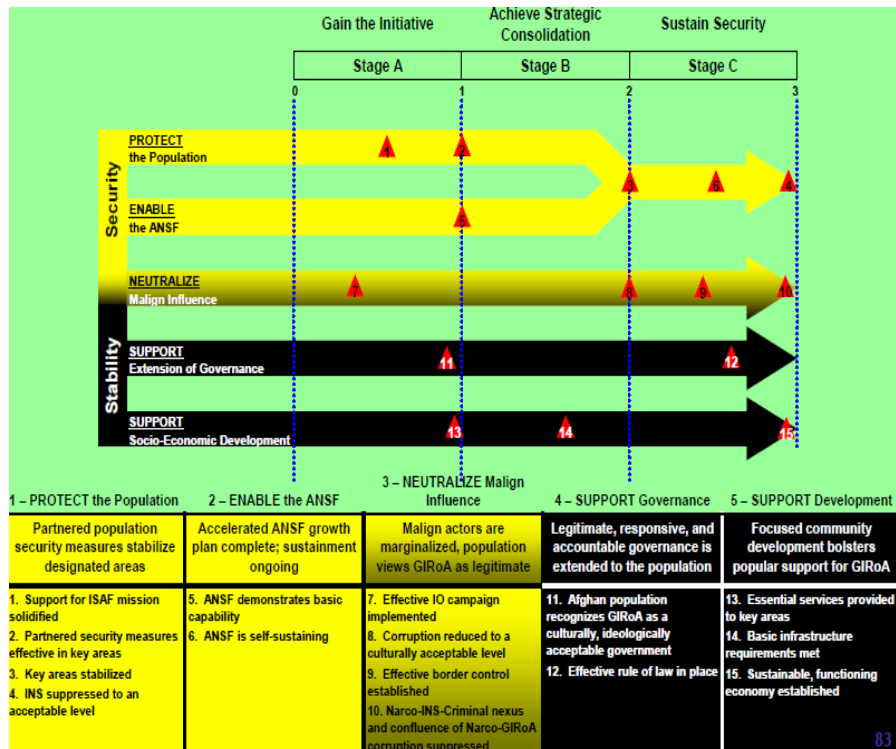 Gain the Initiative
Achieve Strategic
Consolidation
Sustain Security
Stage A
Stage B
Stage C
0
1
2
3
Security
PROTECT
the Population
1
2
3
6
4
ENABLE
the ANSF
5
NEUTRALIZE
Malign Influence
7
8
9
10
Stability
SUPPORT
Extension of Governance
11
12
SUPPORT
Socio-Economic Development
13
14
15
1 – PROTECT the Population
2 – ENABLE the ANSF
3 – NEUTRALIZE Malign
Influence
4 – SUPPORT Governance
5 – SUPPORT Development
Partnered population
security measures stabilize
designated areas
Accelerated ANSF growth
plan complete; sustainment
ongoing
Malign actors are
marginalized, population
views GIRoA as legitimate
Legitimate, responsive, and
accountable governance is
extended to the population
Focused community
development bolsters
popular support for GIRoA
1. Support for ISAF mission
solidified
2. Partnered security measures
effective in key areas
3. Key areas stabilized
4. INS suppressed to an
acceptable level
5. ANSF demonstrates basic
capability
6. ANSF is self-sustaining
7. Effective IO campaign
implemented
8. Corruption reduced to a
culturally acceptable level
9. Effective border control
established
10. Narco-INS-Criminal nexus
and confluence of Narco-GIRoA
corruption suppressed
11. Afghan population
recognizes GIRoA as a
culturally, ideologically
acceptable government
12. Effective rule of law in place
13. Essential services provided
to key areas
14. Basic infrastructure
requirements met
15. Sustainable, functioning
economy established
83